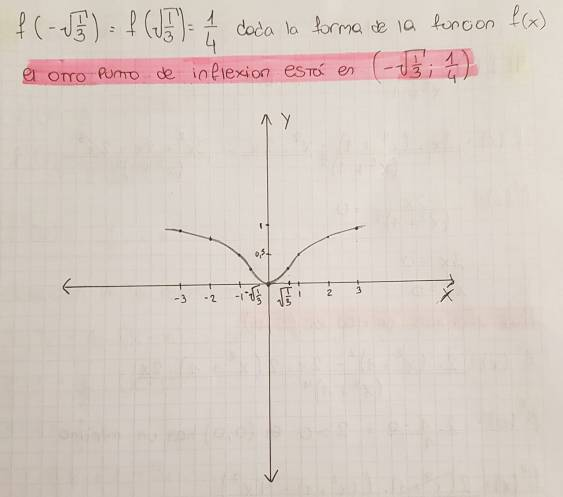 f(-√1/3) = f(√1/3) = 1/4 dada la forma de la funcion f(x)
el otro punto de inflexion está en (-√1/3 ; 1/4)
Y
1
0,5
-3 -2 -1 -√1/3 √1/3 1 2 3
X